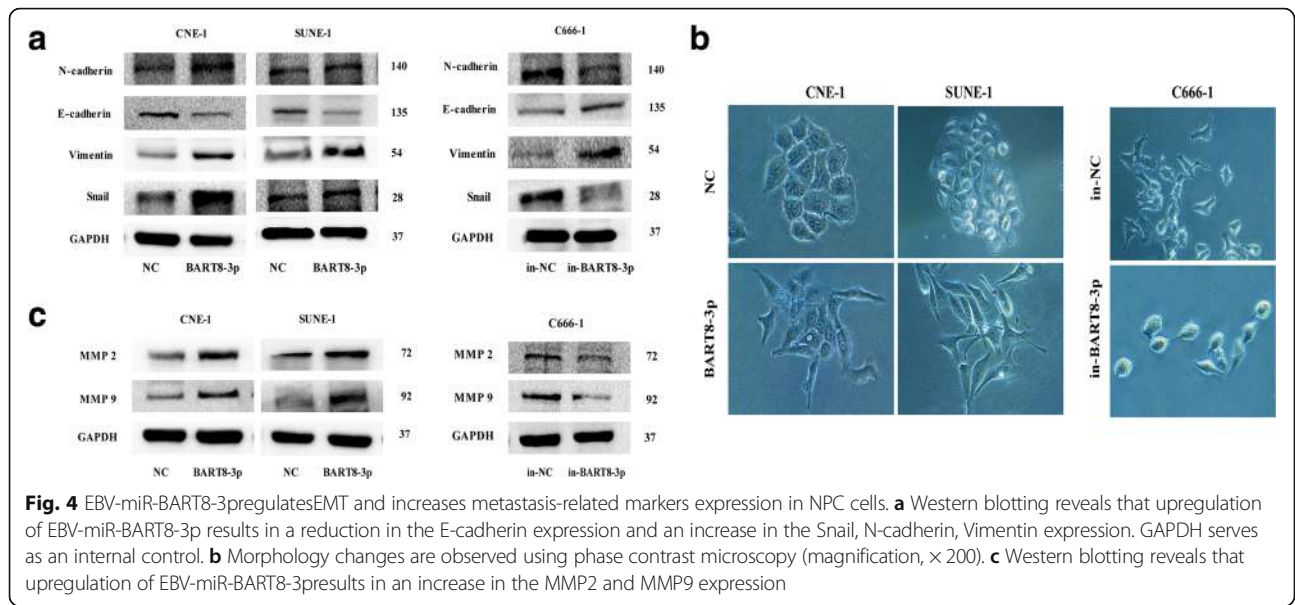 a
CNE-1 SUNE-1 C666-1
N-cadherin 140 N-cadherin 140
E-cadherin 135 E-cadherin 135
Vimentin 54 Vimentin 54
Snail 28 Snail 28
GAPDH 37 GAPDH 37
NC BART8-3p NC BART8-3p in-NC in-BART8-3p
b
CNE-1 SUNE-1 C666-1
NC in-NC
BART8-3p in-BART8-3p
c
CNE-1 SUNE-1 C666-1
MMP 2 72 MMP 2 72
MMP 9 92 MMP 9 92
GAPDH 37 GAPDH 37
NC BART8-3p NC BART8-3p in-NC in-BART8-3p
Fig. 4 EBV-miR-BART8-3pregulatesEMT and increases metastasis-related markers expression in NPC cells. a Western blotting reveals that upregulation
of EBV-miR-BART8-3p results in a reduction in the E-cadherin expression and an increase in the Snail, N-cadherin, Vimentin expression. GAPDH serves
as an internal control. b Morphology changes are observed using phase contrast microscopy (magnification, × 200). c Western blotting reveals that
upregulation of EBV-miR-BART8-3presults in an increase in the MMP2 and MMP9 expression